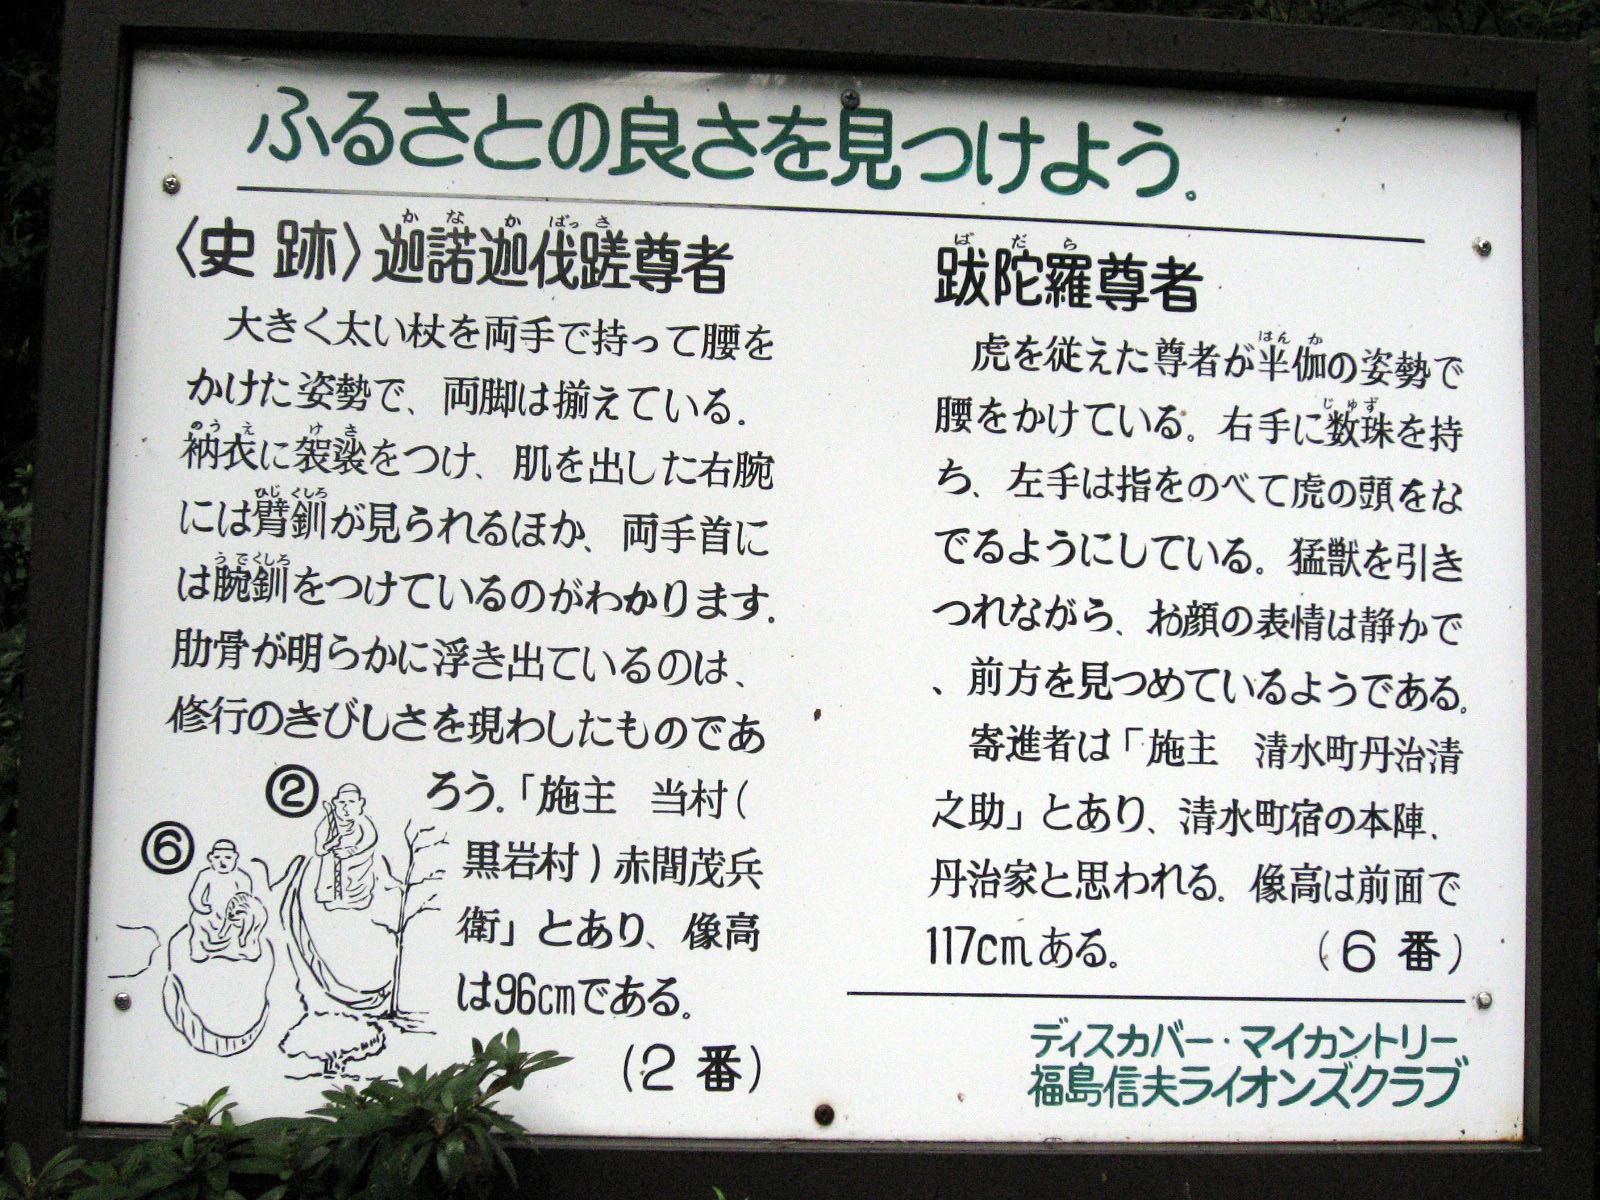 ふるさとの良さを見つけよう。
〈史跡〉迦諾迦伐蹉尊者
かなかばっさ
大きく太い杖を両手で持って腰を
かけた姿勢で、両脚は揃えている．
のうえ けさ
衲衣に袈裟をつけ、肌を出した右腕
ひじくしろ
には臂釧が見られるほか、両手首に
うでくしろ
は腕釧をつけているのがわかります．
肋骨が明らかに浮き出ているのは、
修行のきびしさを現わしたものであ
ろう．「施主　当村(
黒岩村)赤間茂兵
衛」とあり、像高
は96cmである。
(2番)
②
⑥
ばだら
跋陀羅尊者
はんか
虎を従えた尊者が半伽の姿勢で
じゅず
腰をかけている。右手に数珠を持
ち、左手は指をのべて虎の頭をな
でるようにしている。猛獣を引き
つれながら、お顔の表情は静かで
、前方を見つめているようである。
寄進者は「施主　清水町丹治清
之助」とあり、清水町宿の本陣、
丹治家と思われる。像高は前面で
117cmある。
(6番)
ディスカバー・マイカントリー
福島信夫ライオンズクラブ